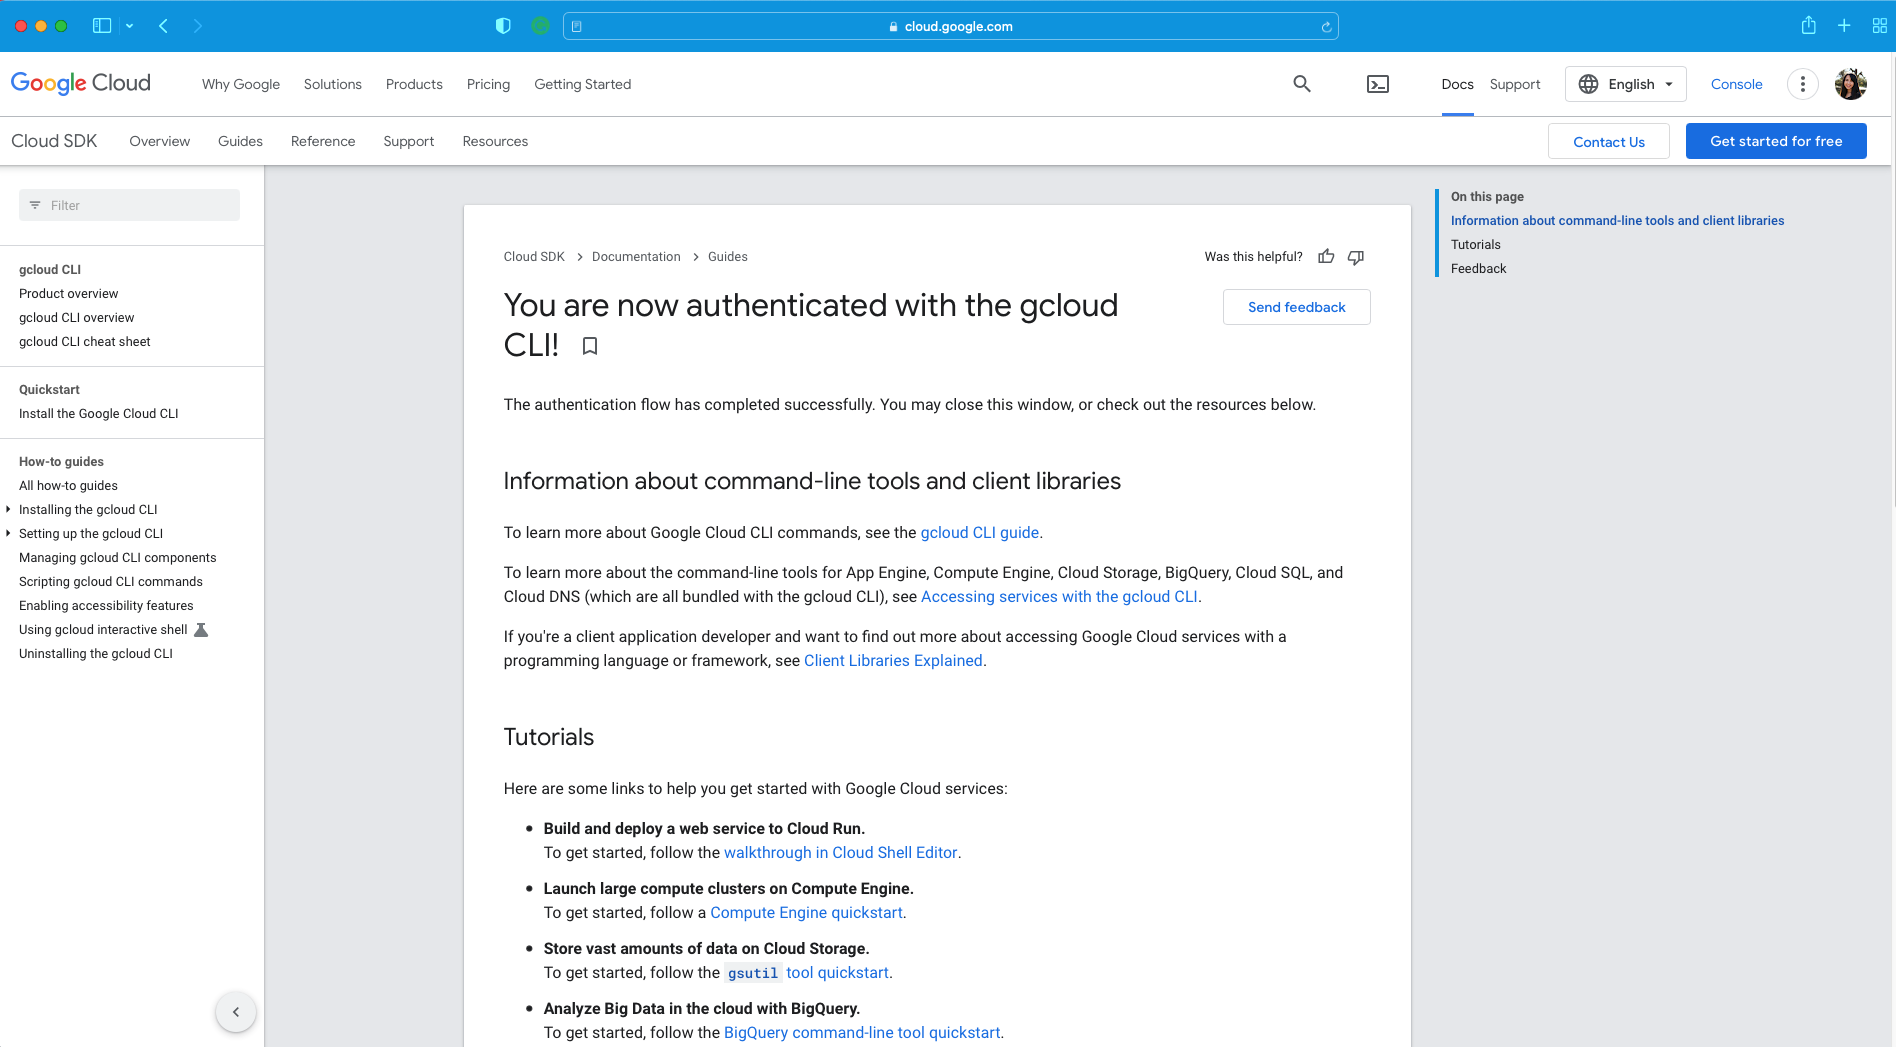 cloud.google.com
Google Cloud
Why Google
Solutions
Products
Pricing
Getting Started
Docs
Support
English
Console
Cloud SDK
Overview
Guides
Reference
Support
Resources
Contact Us
Get started for free
Filter
gcloud CLI
Product overview
gcloud CLI overview
gcloud CLI cheat sheet
Quickstart
Install the Google Cloud CLI
How-to guides
All how-to guides
Installing the gcloud CLI
Setting up the gcloud CLI
Managing gcloud CLI components
Scripting gcloud CLI commands
Enabling accessibility features
Using gcloud interactive shell
Uninstalling the gcloud CLI
Cloud SDK > Documentation > Guides
Was this helpful?
You are now authenticated with the gcloud
CLI!
Send feedback
The authentication flow has completed successfully. You may close this window, or check out the resources below.
Information about command-line tools and client libraries
To learn more about Google Cloud CLI commands, see the gcloud CLI guide.
To learn more about the command-line tools for App Engine, Compute Engine, Cloud Storage, BigQuery, Cloud SQL, and
Cloud DNS (which are all bundled with the gcloud CLI), see Accessing services with the gcloud CLI.
If you're a client application developer and want to find out more about accessing Google Cloud services with a
programming language or framework, see Client Libraries Explained.
Tutorials
Here are some links to help you get started with Google Cloud services:
• Build and deploy a web service to Cloud Run.
To get started, follow the walkthrough in Cloud Shell Editor.
• Launch large compute clusters on Compute Engine.
To get started, follow a Compute Engine quickstart.
• Store vast amounts of data on Cloud Storage.
To get started, follow the gsutil tool quickstart.
• Analyze Big Data in the cloud with BigQuery.
To get started, follow the BigQuery command-line tool quickstart.
On this page
Information about command-line tools and client libraries
Tutorials
Feedback